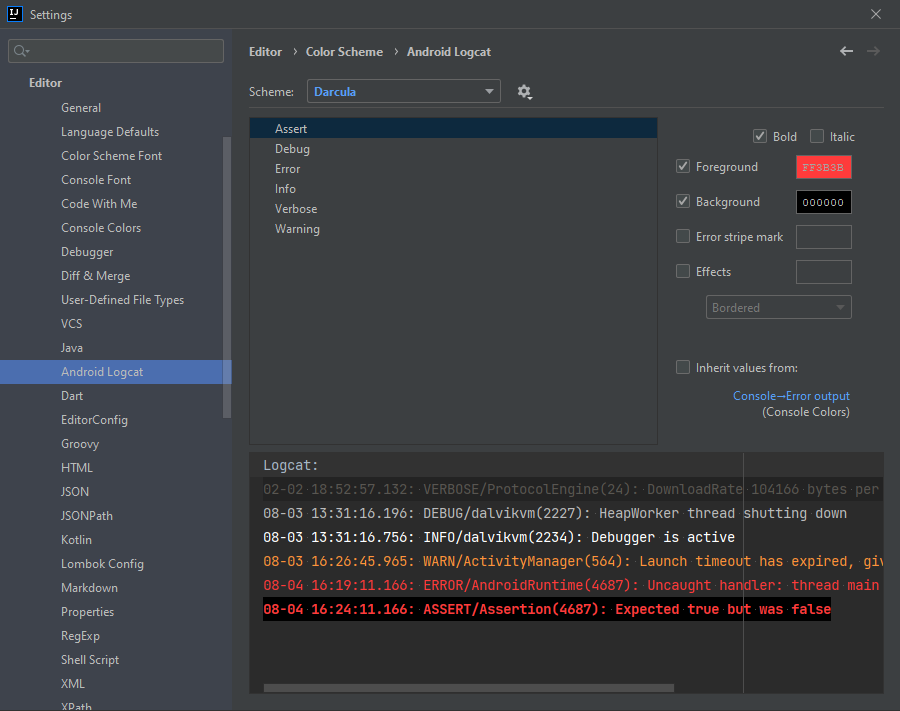 IJ Settings
Editor › Color Scheme › Android Logcat
Scheme: Darcula
Editor
General
Language Defaults
Color Scheme Font
Console Font
Code With Me
Console Colors
Debugger
Diff & Merge
User-Defined File Types
VCS
Java
Android Logcat
Dart
EditorConfig
Groovy
HTML
JSON
JSONPath
Kotlin
Lombok Config
Markdown
Properties
RegExp
Shell Script
XML
XPath
Assert
Debug
Error
Info
Verbose
Warning
Bold Italic
Foreground FF3B3B
Background 000000
Error stripe mark
Effects
Bordered
Inherit values from:
Console→Error output
(Console Colors)
Logcat:
02-02 18:52:57.132: VERBOSE/ProtocolEngine(24): DownloadRate 104166 bytes per
08-03 13:31:16.196: DEBUG/dalvikvm(2227): HeapWorker thread shutting down
08-03 13:31:16.756: INFO/dalvikvm(2234): Debugger is active
08-03 16:26:45.965: WARN/ActivityManager(564): Launch timeout has expired, giv
08-04 16:19:11.166: ERROR/AndroidRuntime(4687): Uncaught handler: thread main
08-04 16:24:11.166: ASSERT/Assertion(4687): Expected true but was false